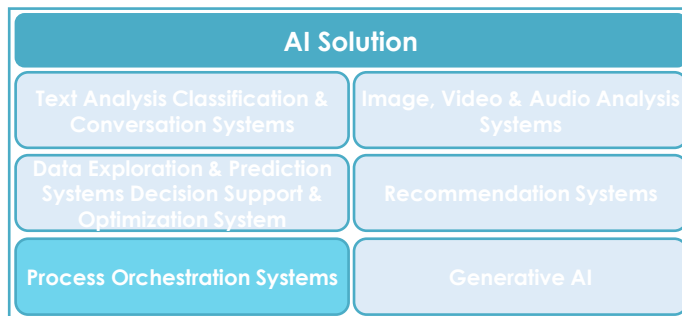 AI Solution
Text Analysis Classification &
Conversation Systems
Image, Video & Audio Analysis
Systems
Data Exploration & Prediction
Systems Decision Support &
Optimization System
Recommendation Systems
Process Orchestration Systems
Generative AI